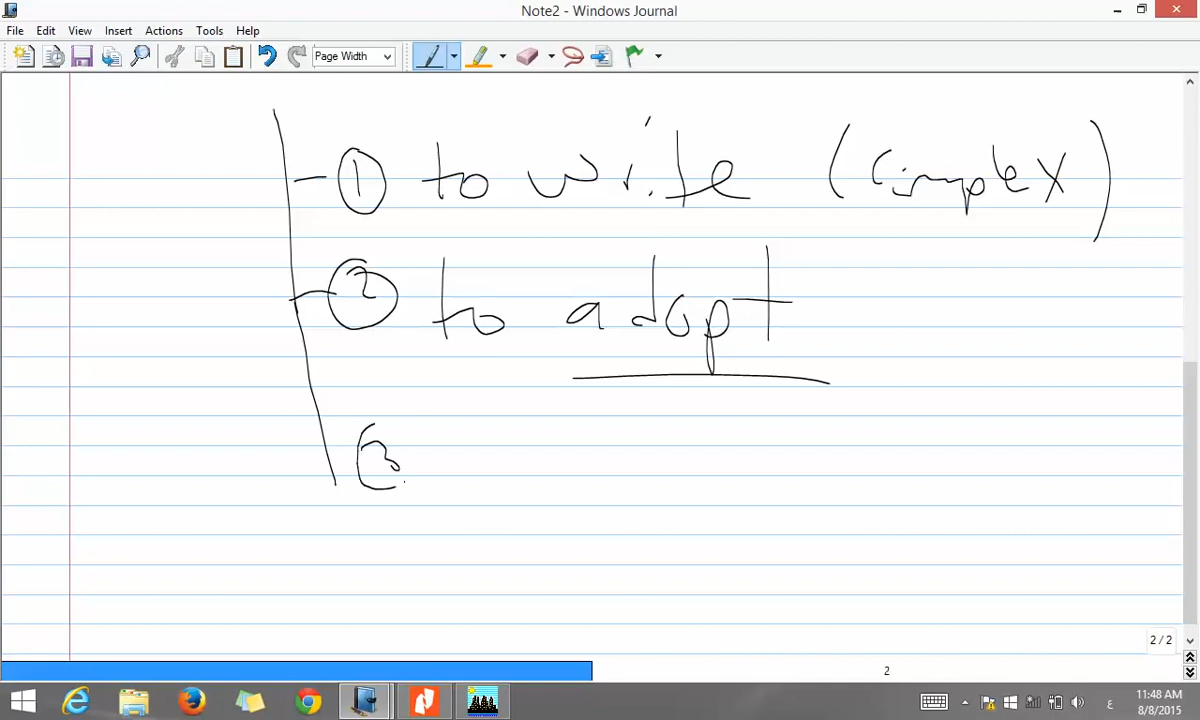 Note2 - Windows Journal
File Edit View Insert Actions Tools Help
Page Width
- ① to write (Complex)
- ② to adopt
③
2 / 2
2
ع
11:48 AM
8/8/2015